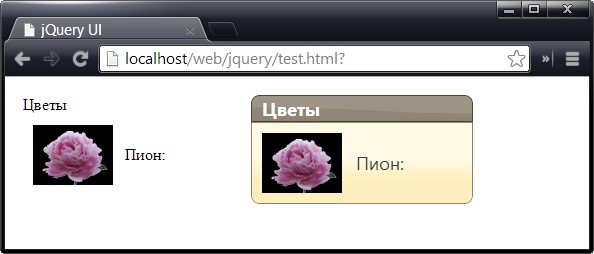 jQuery UI
localhost/web/jquery/test.html?
Цветы
Пион:
Цветы
Пион: